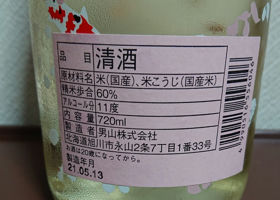 品目 清酒
原材料名 米(国産)、米こうじ(国産米)
精米歩合 60%
アルコール分 11度
内容量 720ml
製造者 男山株式会社
北海道旭川市永山2条7丁目1番33号
お酒は20歳になってから。
製造年月
21.05.13